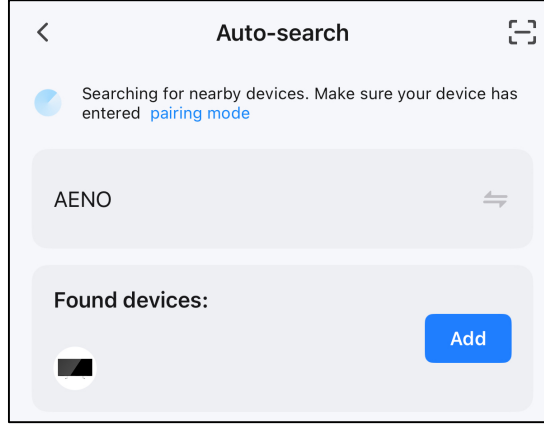 Auto-search
Searching for nearby devices. Make sure your device has
entered pairing mode
AENO
Found devices:
Add